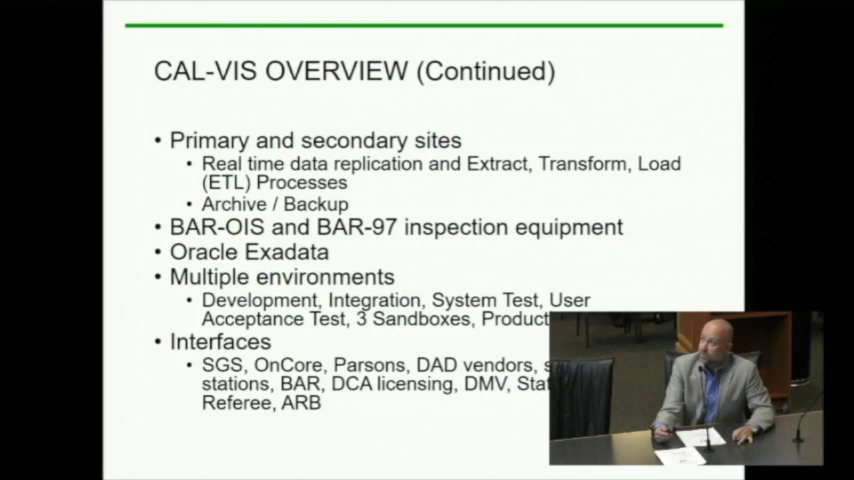 CAL-VIS OVERVIEW (Continued)
• Primary and secondary sites
• Real time data replication and Extract, Transform, Load
(ETL) Processes
• Archive / Backup
• BAR-OIS and BAR-97 inspection equipment
• Oracle Exadata
• Multiple environments
• Development, Integration, System Test, User
Acceptance Test, 3 Sandboxes, Product
• Interfaces
• SGS, OnCore, Parsons, DAD vendors, s
stations, BAR, DCA licensing, DMV, Stat
Referee, ARB